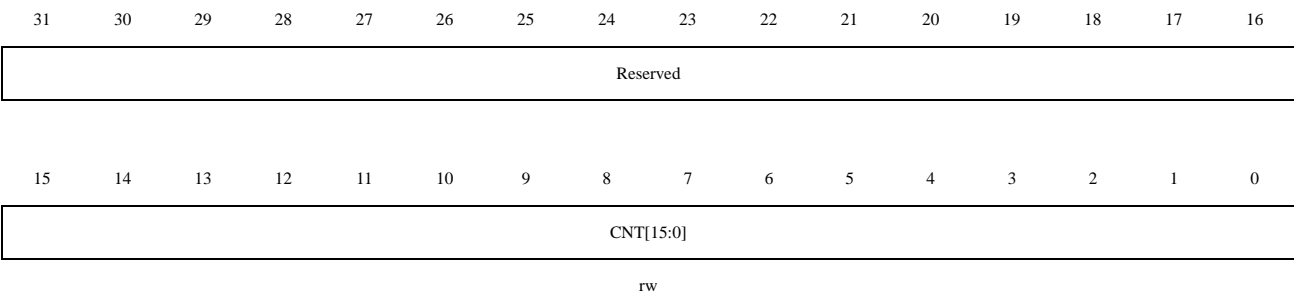 31 30 29 28 27 26 25 24 23 22 21 20 19 18 17 16
Reserved
15 14 13 12 11 10 9 8 7 6 5 4 3 2 1 0
CNT[15:0]
rw